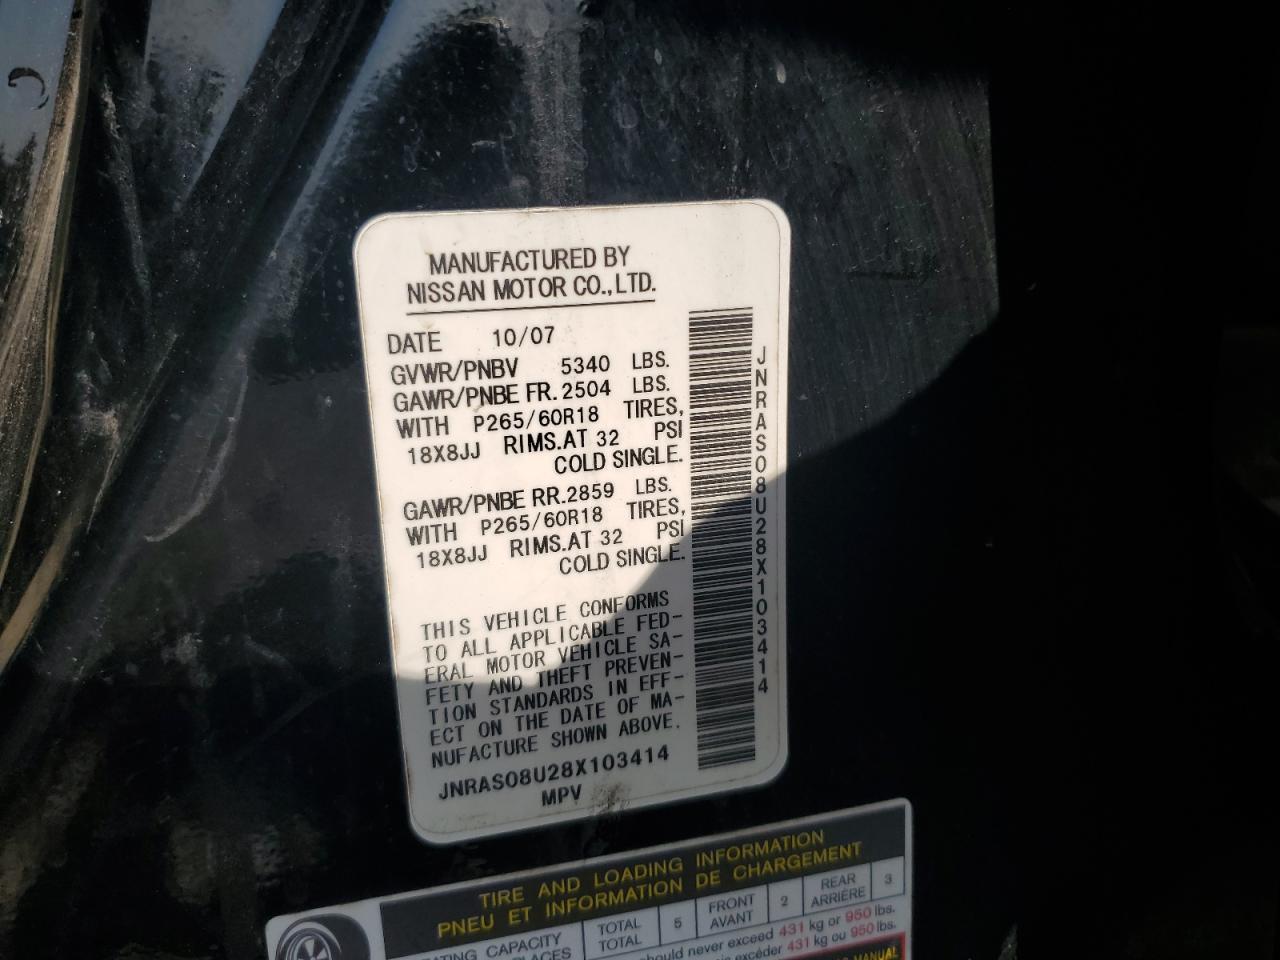 MANUFACTURED BY
NISSAN MOTOR CO.,LTD.
DATE 10/07
GVWR/PNBV 5340 LBS.
GAWR/PNBE FR. 2504 LBS.
WITH P265/60R18 TIRES,
18X8JJ RIMS.AT 32 PSI
COLD SINGLE.
GAWR/PNBE RR. 2859 LBS.
WITH P265/60R18 TIRES,
18X8JJ RIMS.AT 32 PSI
COLD SINGLE.
THIS VEHICLE CONFORMS
TO ALL APPLICABLE FED-
ERAL MOTOR VEHICLE SA-
FETY AND THEFT PREVEN-
TION STANDARDS IN EFF-
ECT ON THE DATE OF MA-
NUFACTURE SHOWN ABOVE.
JNRAS08U28X103414
MPV
JNRAS08U28X103414
TIRE AND LOADING INFORMATION
PNEU ET INFORMATION DE CHARGEMENT
CAPACITY TOTAL 5 FRONT 2 REAR 3
TOTAL AVANT ARRIÈRE
should never exceed 431 kg or 950 lbs.
431 kg ou 950 lbs.
MANUAL